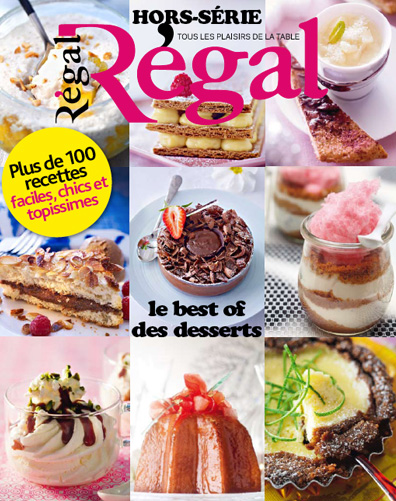 HORS-SÉRIE
TOUS LES PLAISIRS DE LA TABLE
Régal
Régal
Plus de 100
recettes
faciles, chics et
topissimes
le best of
des desserts